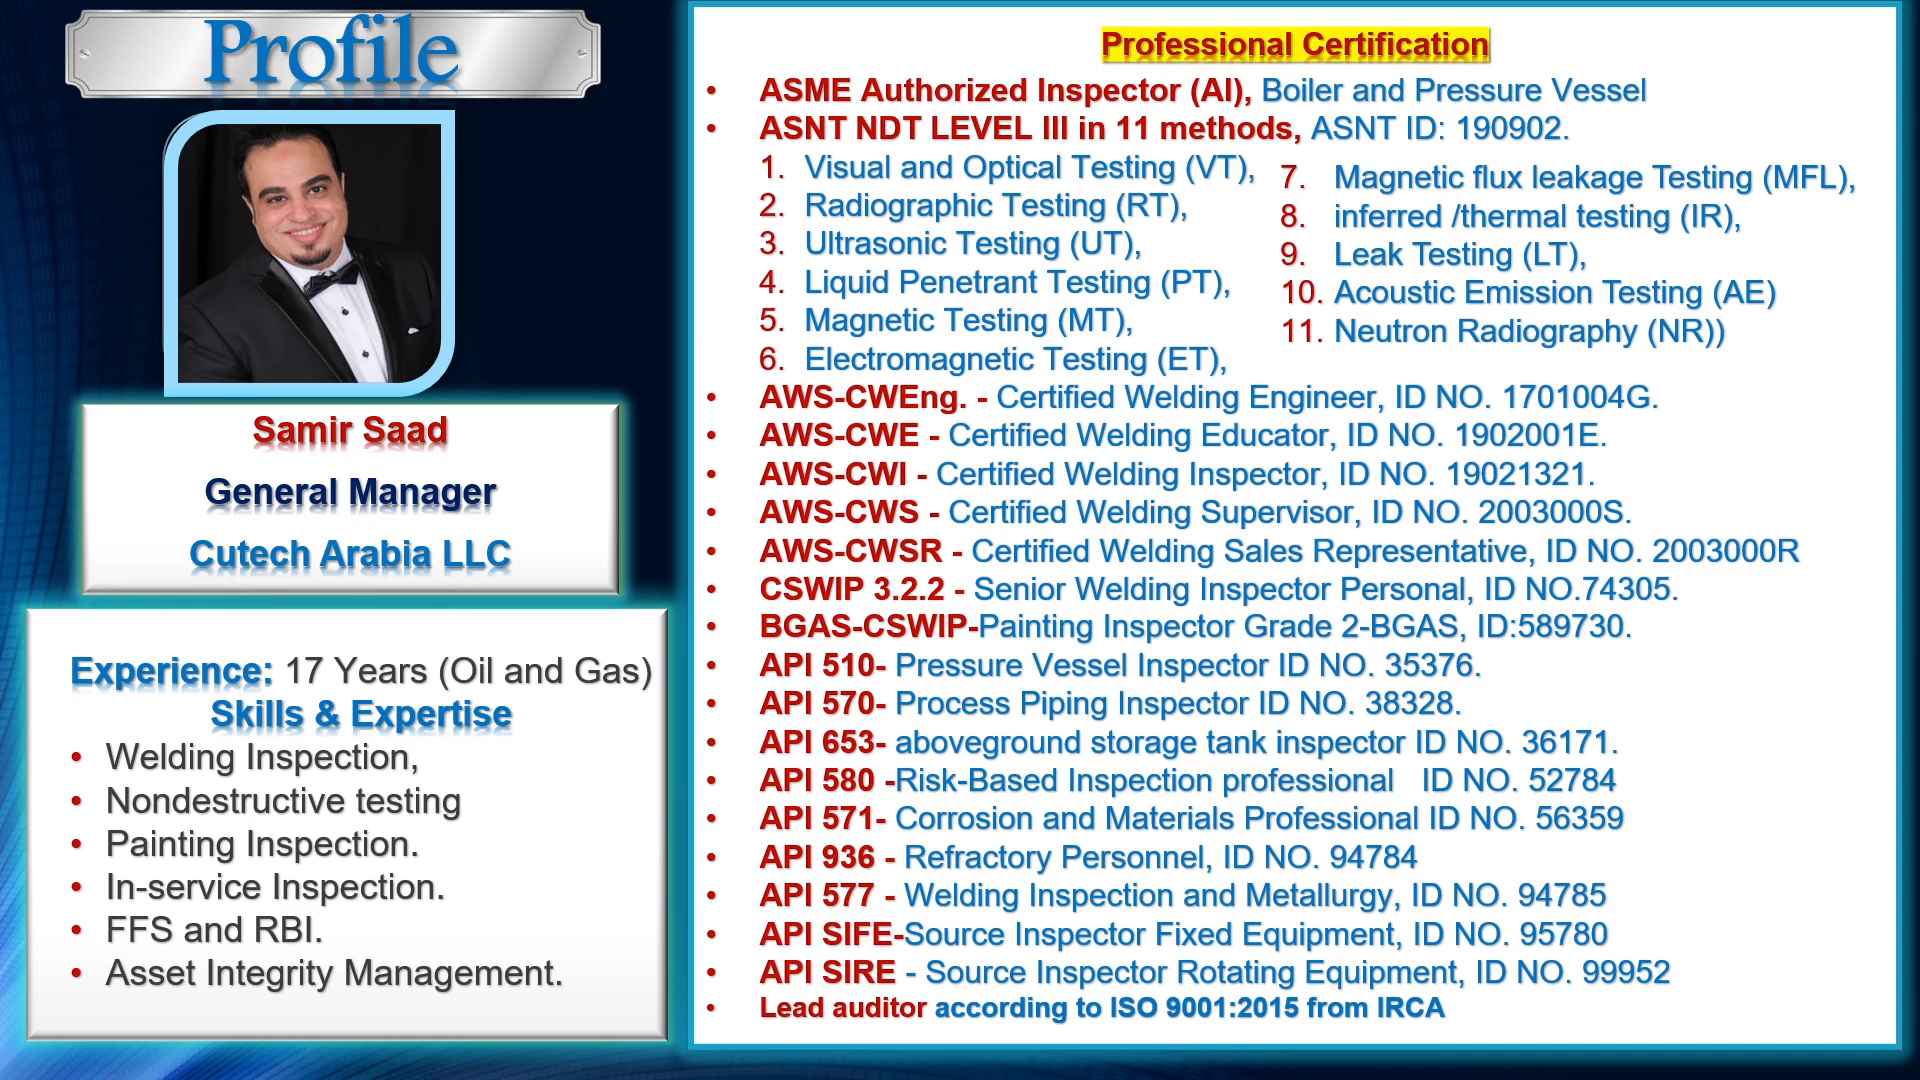 Profile
Samir Saad
General Manager
Cutech Arabia LLC
Experience: 17 Years (Oil and Gas)
Skills & Expertise
• Welding Inspection,
• Nondestructive testing
• Painting Inspection.
• In-service Inspection.
• FFS and RBI.
• Asset Integrity Management.
Professional Certification
• ASME Authorized Inspector (AI), Boiler and Pressure Vessel
• ASNT NDT LEVEL III in 11 methods, ASNT ID: 190902.
1. Visual and Optical Testing (VT),
2. Radiographic Testing (RT),
3. Ultrasonic Testing (UT),
4. Liquid Penetrant Testing (PT),
5. Magnetic Testing (MT),
6. Electromagnetic Testing (ET),
7. Magnetic flux leakage Testing (MFL),
8. inferred /thermal testing (IR),
9. Leak Testing (LT),
10. Acoustic Emission Testing (AE)
11. Neutron Radiography (NR))
• AWS-CWEng. - Certified Welding Engineer, ID NO. 1701004G.
• AWS-CWE - Certified Welding Educator, ID NO. 1902001E.
• AWS-CWI - Certified Welding Inspector, ID NO. 19021321.
• AWS-CWS - Certified Welding Supervisor, ID NO. 2003000S.
• AWS-CWSR - Certified Welding Sales Representative, ID NO. 2003000R
• CSWIP 3.2.2 - Senior Welding Inspector Personal, ID NO.74305.
• BGAS-CSWIP-Painting Inspector Grade 2-BGAS, ID:589730.
• API 510- Pressure Vessel Inspector ID NO. 35376.
• API 570- Process Piping Inspector ID NO. 38328.
• API 653- aboveground storage tank inspector ID NO. 36171.
• API 580 -Risk-Based Inspection professional ID NO. 52784
• API 571- Corrosion and Materials Professional ID NO. 56359
• API 936 - Refractory Personnel, ID NO. 94784
• API 577 - Welding Inspection and Metallurgy, ID NO. 94785
• API SIFE-Source Inspector Fixed Equipment, ID NO. 95780
• API SIRE - Source Inspector Rotating Equipment, ID NO. 99952
• Lead auditor according to ISO 9001:2015 from IRCA